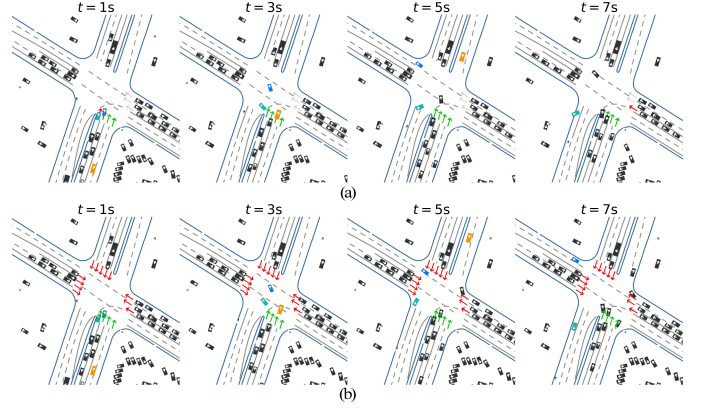 t = 1s t = 3s t = 5s t = 7s
(a)
t = 1s t = 3s t = 5s t = 7s
(b)